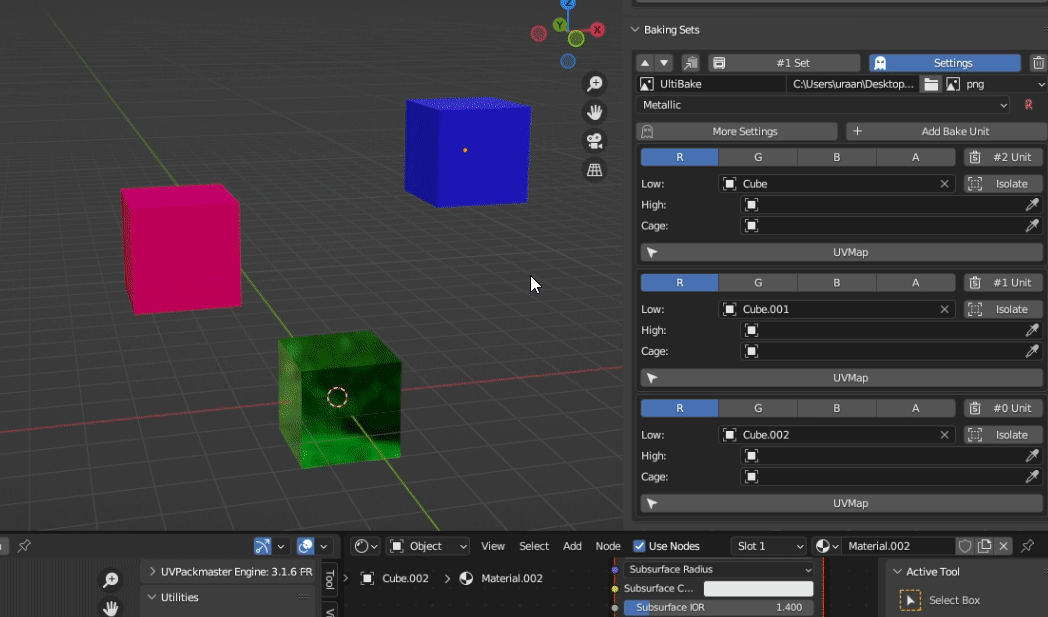 Z
Y
X
Baking Sets
#1 Set
Settings
UltiBake
C:\Users\uraan\Desktop...
png
Metallic
R
More Settings
+ Add Bake Unit
R G B A #2 Unit
Low: Cube Isolate
High:
Cage:
UVMap
R G B A #1 Unit
Low: Cube.001 Isolate
High:
Cage:
UVMap
R G B A #0 Unit
Low: Cube.002 Isolate
High:
Cage:
UVMap
Object View Select Add Node Use Nodes Slot 1 Material.002
UVPackmaster Engine: 3.1.6 FR
Utilities
Tool
Cube.002 Material.002
Subsurface Radius
Subsurface C...
Subsurface IOR 1.400
Active Tool
Select Box